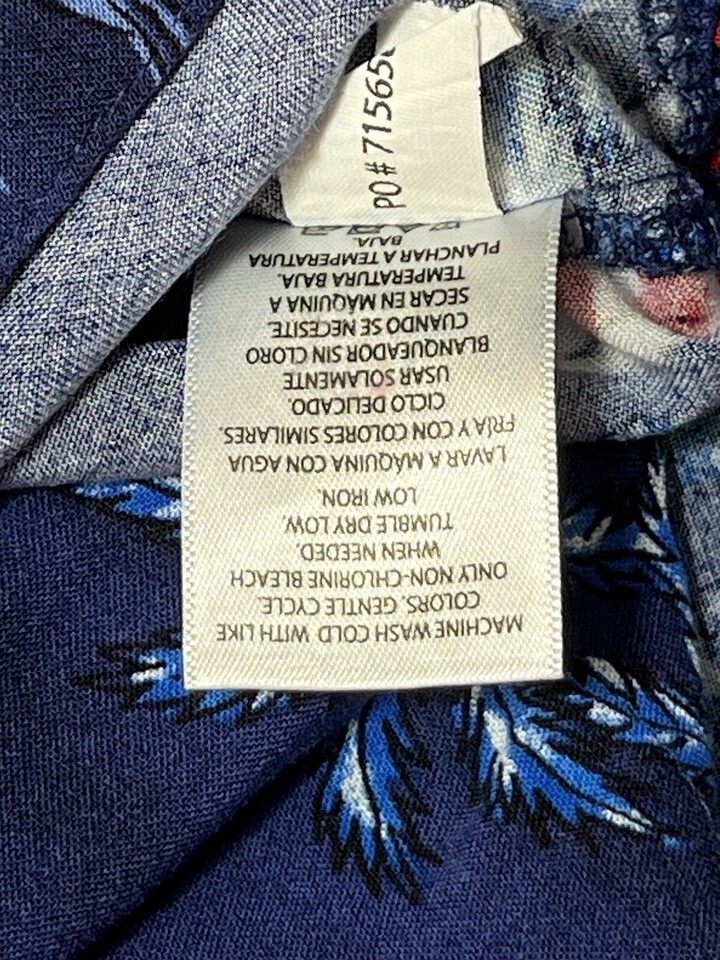 MACHINE WASH COLD WITH LIKE
COLORS. GENTLE CYCLE.
ONLY NON-CHLORINE BLEACH
WHEN NEEDED.
TUMBLE DRY LOW.
LOW IRON.
LAVAR A MÁQUINA CON AGUA
FRÍA Y CON COLORES SIMILARES.
CICLO DELICADO.
USAR SOLAMENTE
BLANQUEADOR SIN CLORO
CUANDO SE NECESITE.
SECAR EN MAQUINA A
TEMPERATURA BAJA.
PLANCHAR A TEMPERATURA
BAJA.
PO# 71565